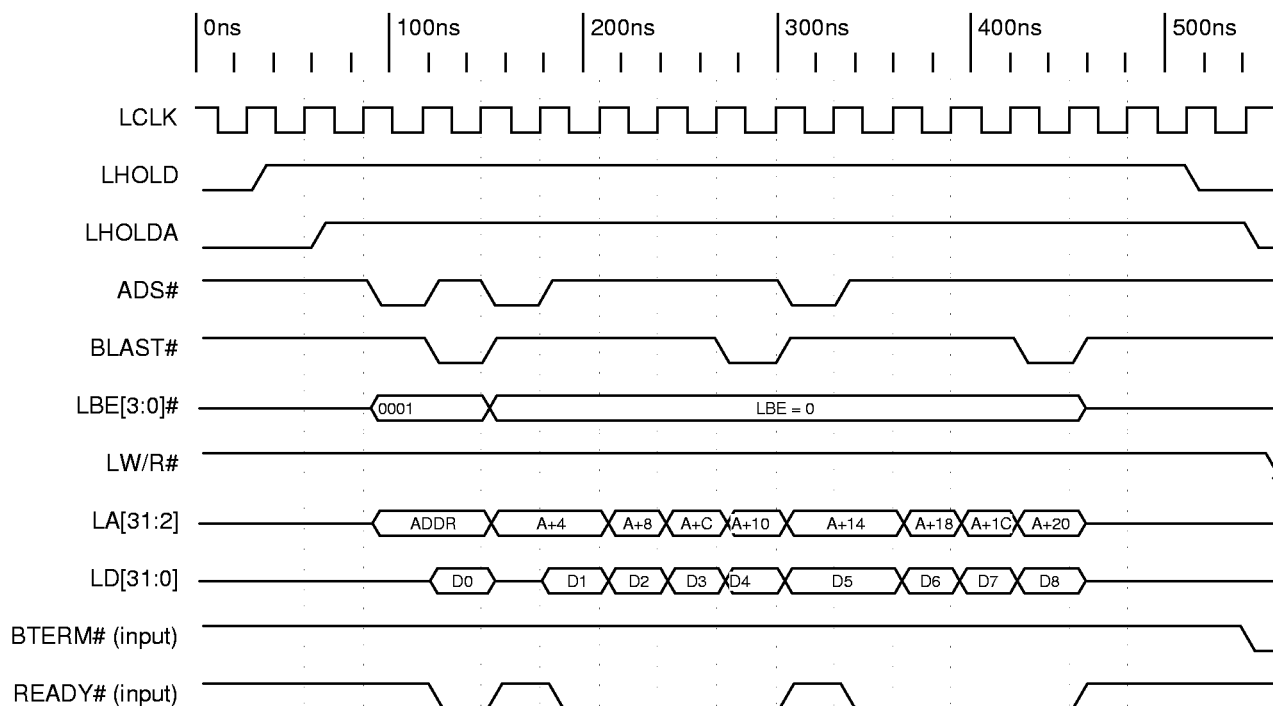 0ns 100ns 200ns 300ns 400ns 500ns
LCLK
LHOLD
LHOLDA
ADS#
BLAST#
LBE[3:0]# 0001 LBE = 0
LW/R#
LA[31:2] ADDR A+4 A+8 A+C A+10 A+14 A+18 A+1C A+20
LD[31:0] D0 D1 D2 D3 D4 D5 D6 D7 D8
BTERM# (input)
READY# (input)